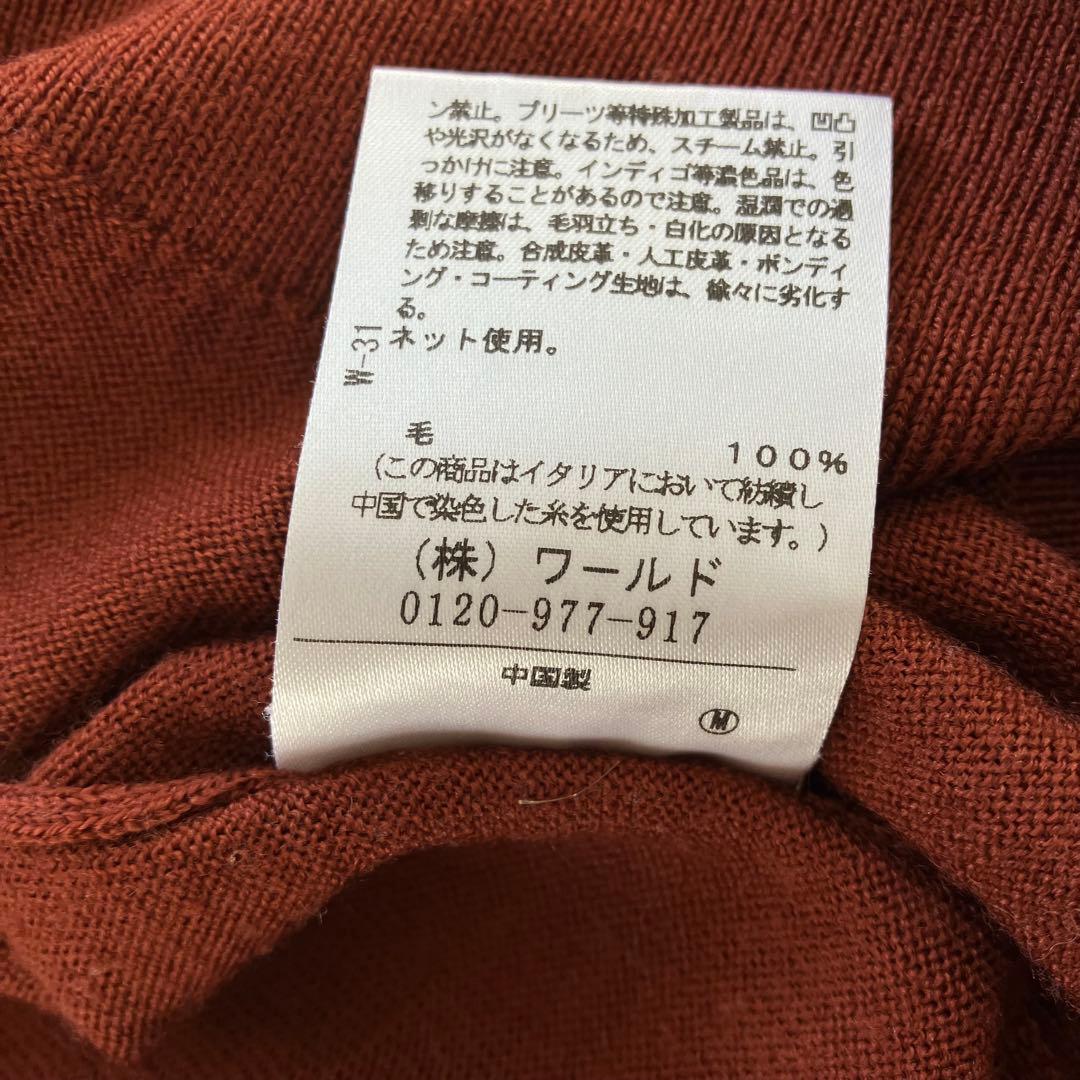 ン禁止。プリーツ等特殊加工製品は、凹凸
や光沢がなくなるため、スチーム禁止。引
っかけに注意。インディゴ等濃色品は、色
移りすることがあるので注意。湿潤での過
剰な摩擦は、毛羽立ち・白化の原因となる
ため注意。合成皮革・人工皮革・ボンディ
ング・コーティング生地は、徐々に劣化す
る。
W-31
ネット使用。
毛 100%
(この商品はイタリアにおいて紡績し
中国で染色した糸を使用しています。)
(株) ワールド
0120-977-917
中国製
M